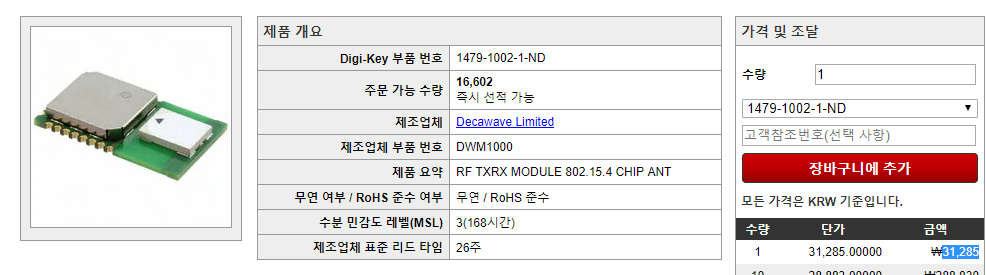 제품 개요
Digi-Key 부품 번호 1479-1002-1-ND
주문 가능 수량 16,602
즉시 선적 가능
제조업체 Decawave Limited
제조업체 부품 번호 DWM1000
제품 요약 RF TXRX MODULE 802.15.4 CHIP ANT
무연 여부 / RoHS 준수 여부 무연 / RoHS 준수
수분 민감도 레벨(MSL) 3(168시간)
제조업체 표준 리드 타임 26주
가격 및 조달
수량 1
1479-1002-1-ND
고객참조번호(선택 사항)
장바구니에 추가
모든 가격은 KRW 기준입니다.
수량 단가 금액
1 31,285.00000 ₩31,285
10 28,883.00000 ₩288,830